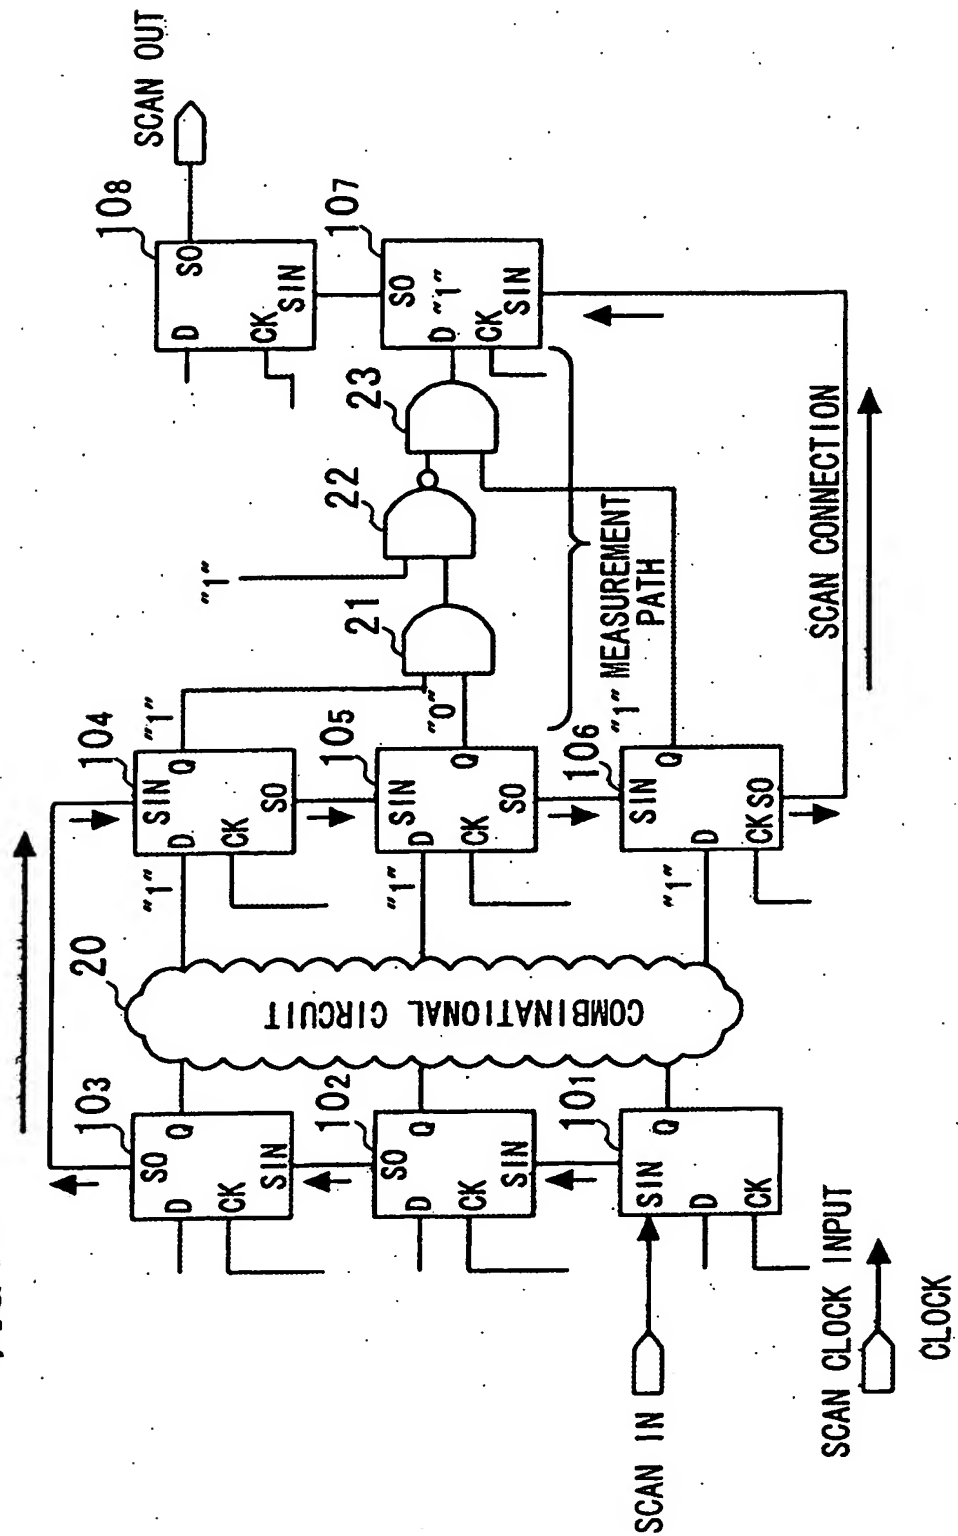 SCAN OUT
108
SO
D
CK
SIN
107
SO
D
"1"
CK
SIN
23
22
"1"
21
"1"
"0"
"1"
MEASUREMENT
PATH
SCAN CONNECTION
104
SIN
Q
D
CK
SO
"1"
105
SIN
Q
D
CK
SO
"1"
106
SIN
Q
D
CK
SO
"1"
20
COMBINATIONAL CIRCUIT
103
SO
Q
D
CK
SIN
102
SO
Q
D
CK
SIN
101
Q
SIN
D
CK
SCAN IN
SCAN CLOCK INPUT
CLOCK